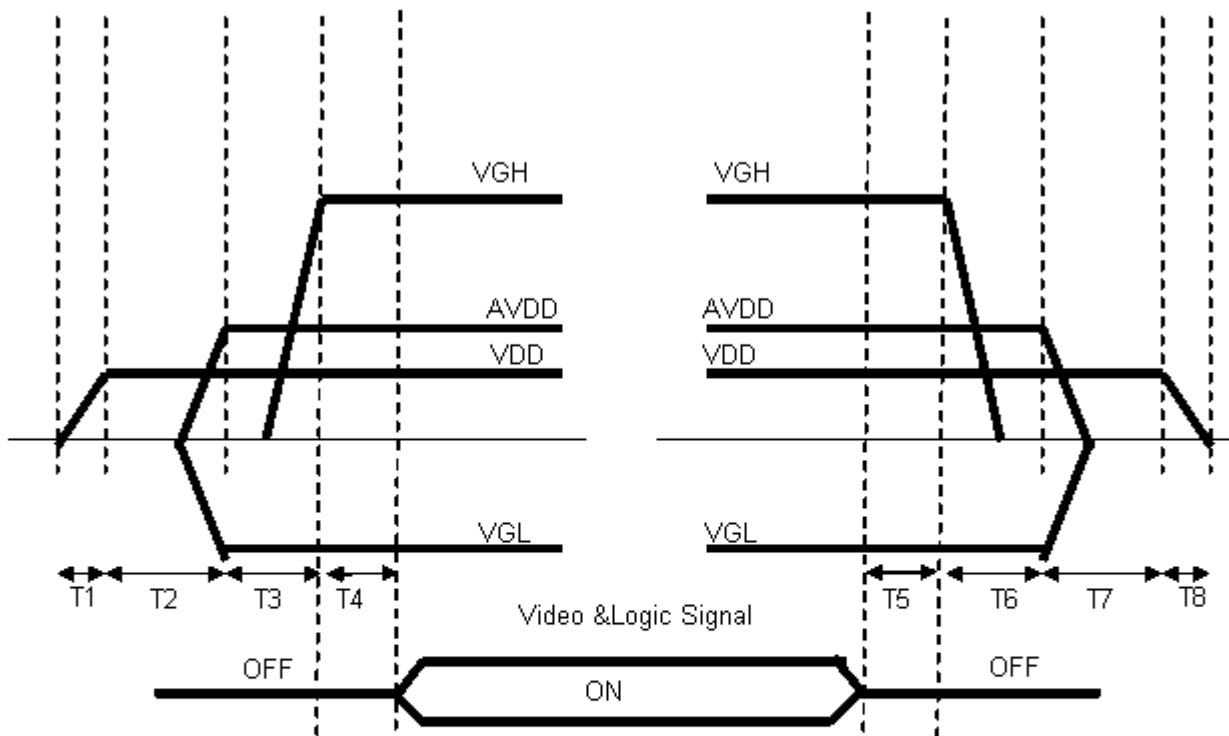 VGH VGH
AVDD AVDD
VDD VDD
VGL VGL
T1 T2 T3 T4 T5 T6 T7 T8
Video &Logic Signal
OFF OFF
ON